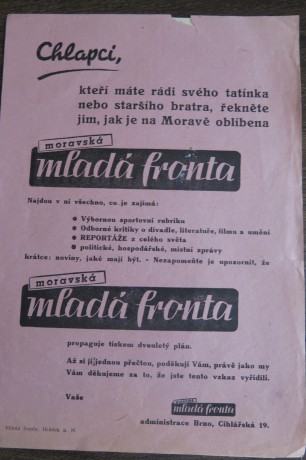 Chlapci,
kteří máte rádi svého tatínka
nebo staršího bratra, řekněte
jim, jak je na Moravě oblíbena
moravská
mladá fronta
Najdou v ní všechno, co je zajímá:
● Výbornou sportovní rubriku
● Odborné kritiky o divadle, literatuře, filmu a umění
● REPORTÁŽE z celého světa
● politické, hospodářské, místní zprávy
krátce: noviny, jaké mají být. - Nezapomeňte je upozornit, že
moravská
mladá fronta
propaguje tiskem dvouletý plán.
Až si ji jednou přečtou, poděkují Vám, právě jako my
Vám děkujeme za to, že jste tento vzkaz vyřídili.
Vaše
mladá fronta
administrace Brno, Cihlářská 19.